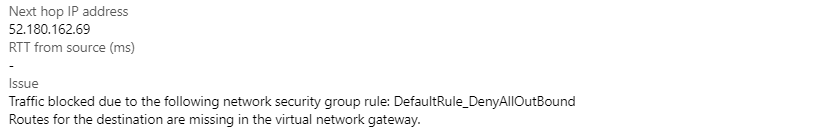 Next hop IP address
52.180.162.69
RTT from source (ms)
-
Issue
Traffic blocked due to the following network security group rule: DefaultRule_DenyAllOutBound
Routes for the destination are missing in the virtual network gateway.